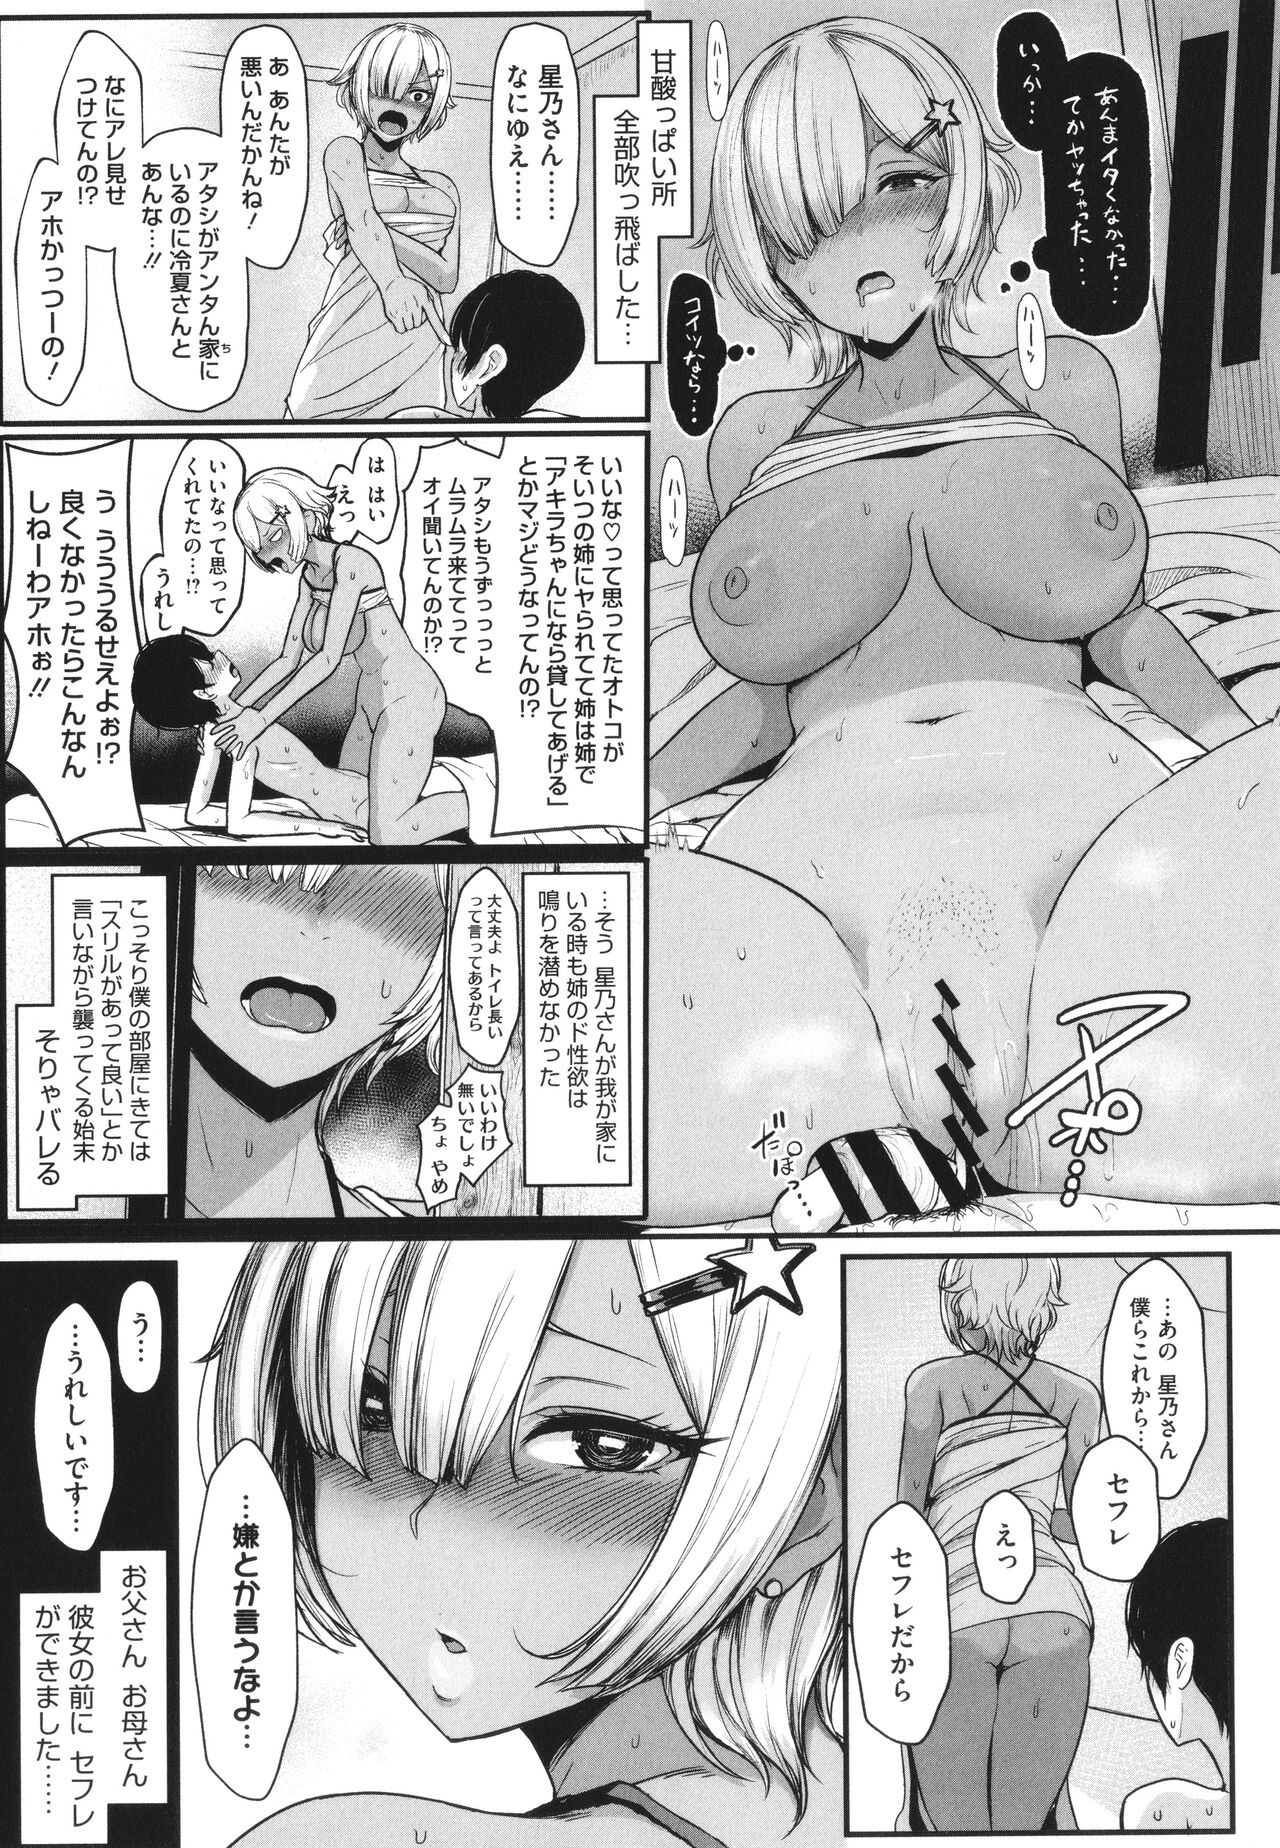 ハーッ
あんまイタくなかった…
てかヤッちゃった…
いっか…
ハーッ
コイツなら…
ハーッ
ハーッ
だぽっ…
甘酸っぱい所
全部吹っ飛ばした…
星乃さん……
なにゆえ……
あ あんたが
悪いんだかんね!
アタシがアンタん家に
ち
いるのに冷夏さんと
あんな…!!
なにアレ見せ
つけてんの!?
アホかっつーの!
いいな♡って思ってたオトコが
そいつの姉にヤられてて姉は姉で
「アキラちゃんになら貸してあげる」
とかマジどうなってんの!?
アタシもうずっっっと
ムラムラ来ててって
オイ聞いてんのか!?
は はい
えっ
いいなって思って
くれてたの…!?
うれし
う うううるせえよぉ!?
良くなかったらこんなん
しねーわアホぉ!!
…そう 星乃さんが我が家に
いる時も姉のド性欲は
鳴りを潜めなかった
大丈夫よ トイレ長い
って言ってあるから
いいわけ
無いでしょ
ちょ やめ
こっそり僕の部屋にきては
「スリルがあって良い」とか
言いながら襲ってくる始末
そりゃバレる
…あの 星乃さん
僕らこれから…
セフレ
えっ
セフレだから
…嫌とか言うなよ…
う…
…うれしいです…
お父さん お母さん
彼女の前に セフレ
ができました……